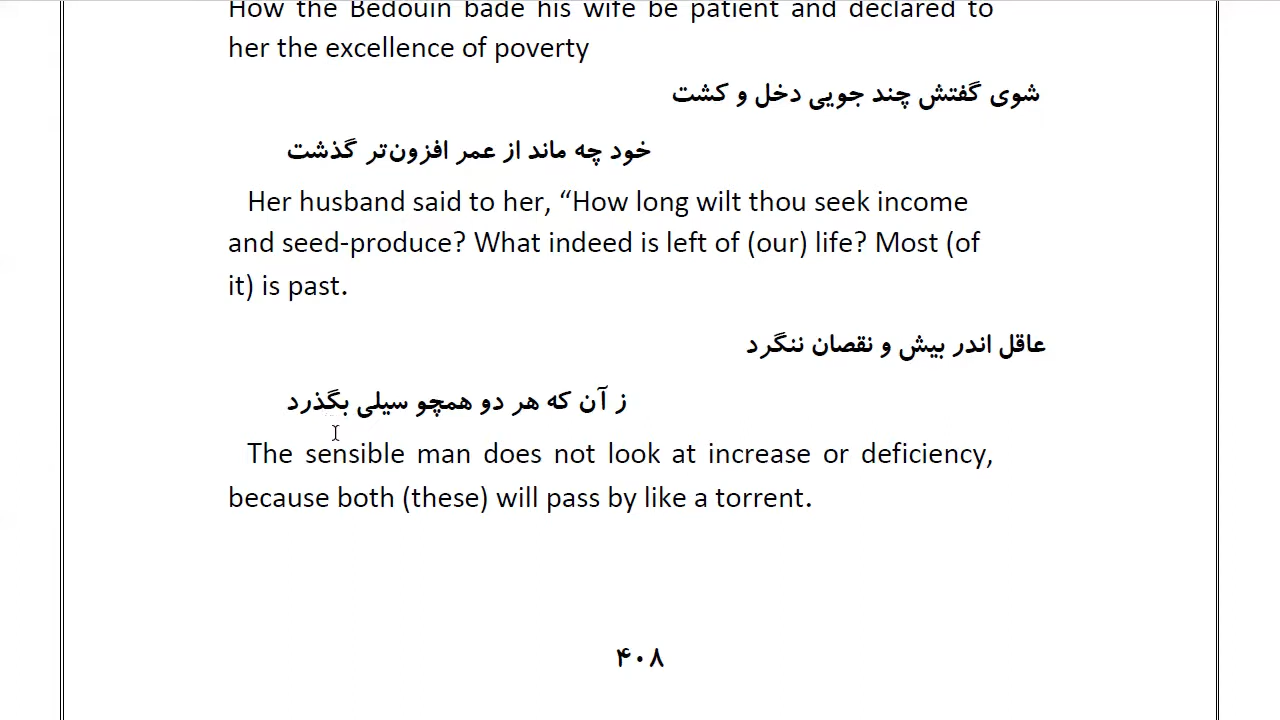 How the Bedouin bade his wife be patient and declared to
her the excellence of poverty
شوی گفتش چند جویی دخل و کشت
خود چه ماند از عمر افزون‌تر گذشت
Her husband said to her, “How long wilt thou seek income
and seed-produce? What indeed is left of (our) life? Most (of
it) is past.
عاقل اندر بیش و نقصان ننگرد
ز آن که هر دو همچو سیلی بگذرد
The sensible man does not look at increase or deficiency,
because both (these) will pass by like a torrent.
۴۰۸